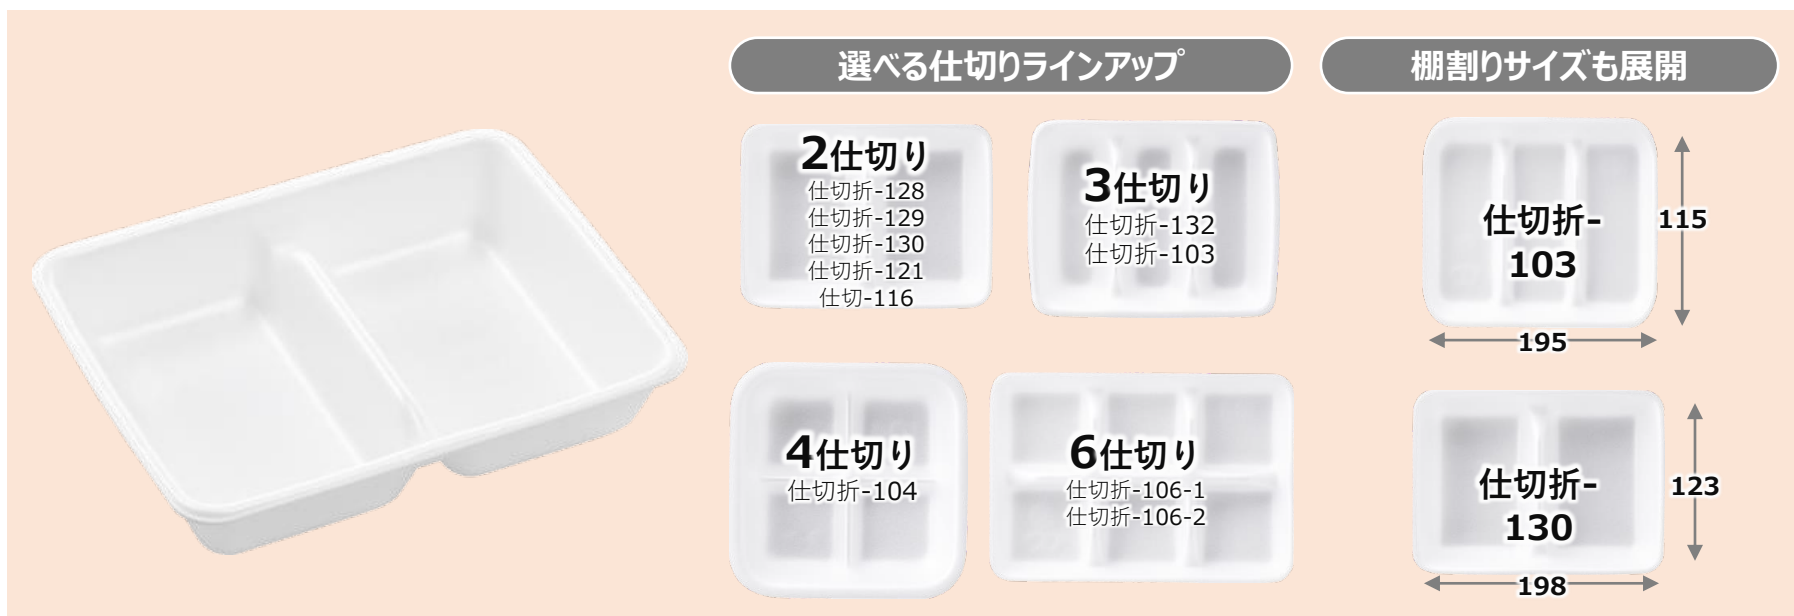 選べる仕切りラインアップ
棚割りサイズも展開
2仕切り
仕切折-128
仕切折-129
仕切折-130
仕切折-121
仕切-116
3仕切り
仕切折-132
仕切折-103
4仕切り
仕切折-104
6仕切り
仕切折-106-1
仕切折-106-2
仕切折-
103
115
195
仕切折-
130
123
198